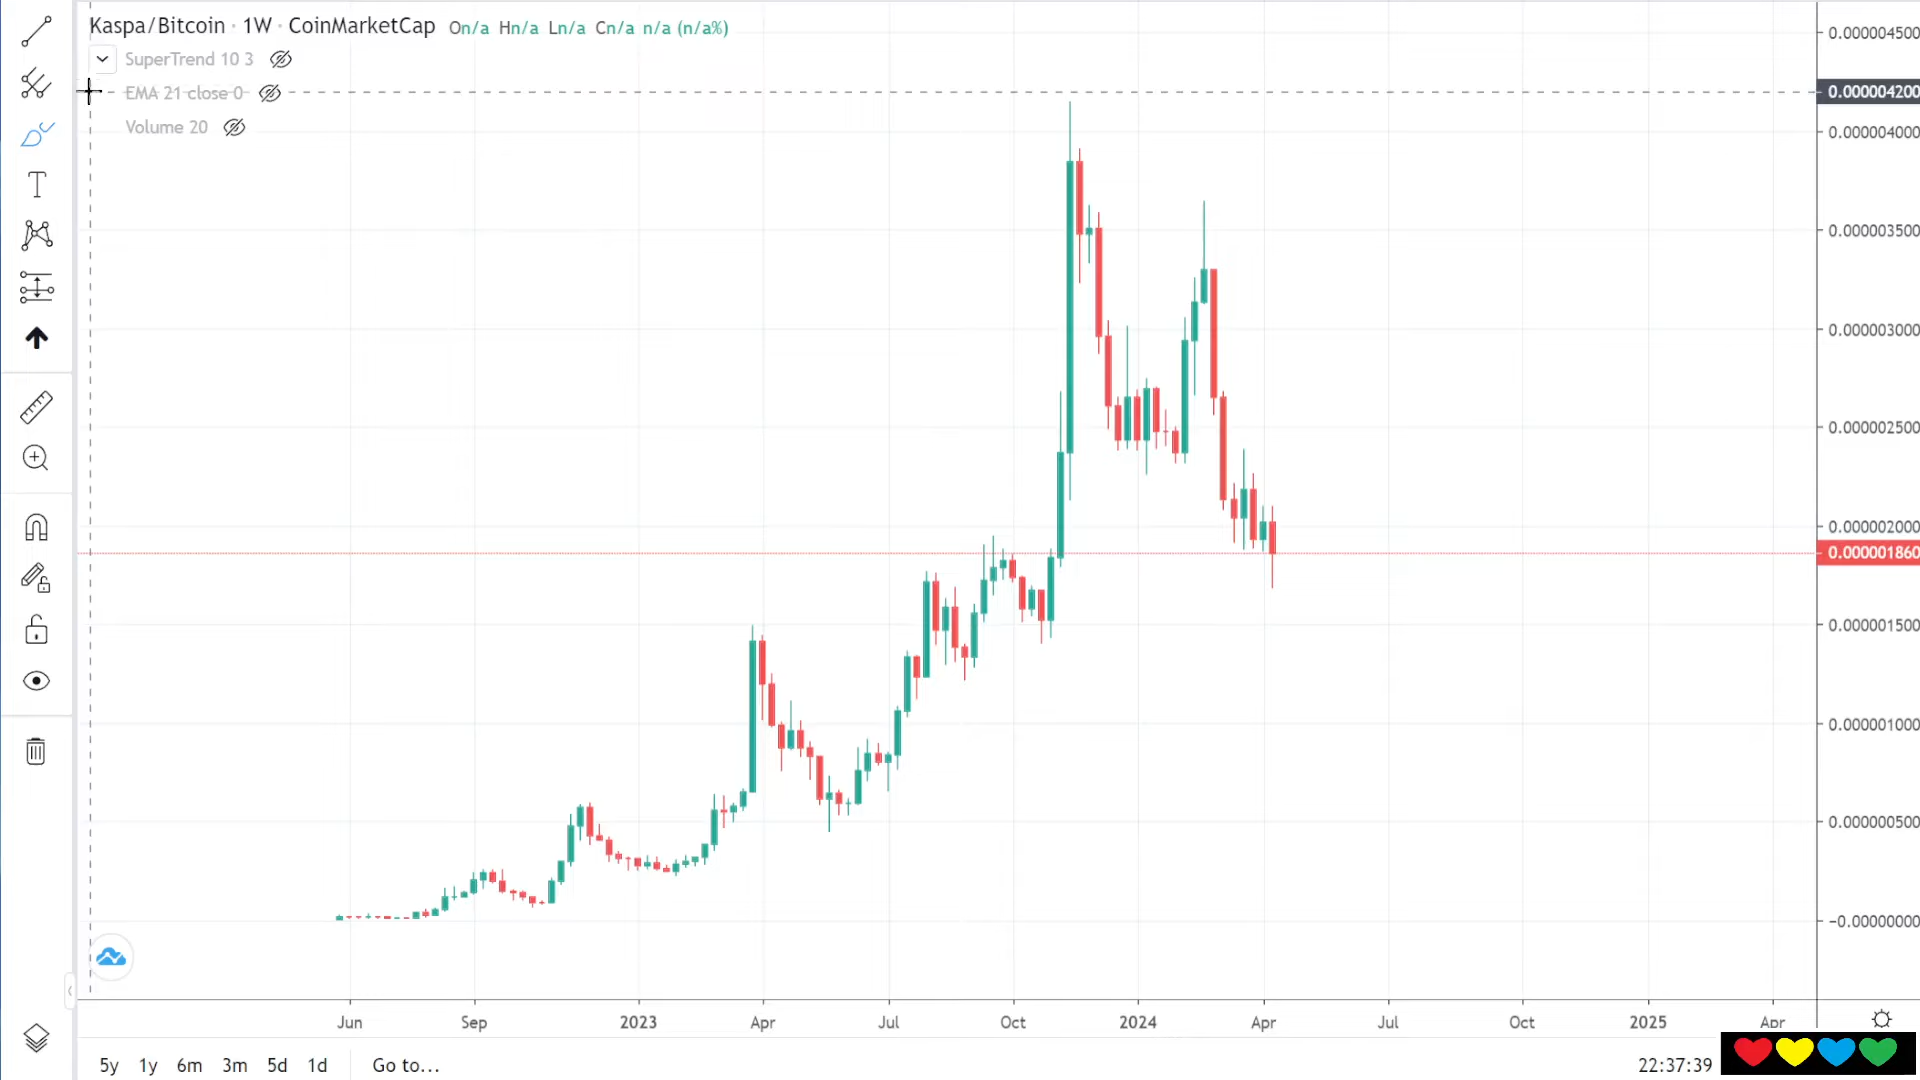 Kaspa/Bitcoin · 1W · CoinMarketCap On/a Hn/a Ln/a Cn/a n/a (n/a%)
SuperTrend 10 3
EMA 21 close 0
Volume 20
0.000004500
0.000004200
0.000004000
0.000003500
0.000003000
0.000002500
0.000002000
0.000001860
0.000001500
0.000001000
0.000000500
−0.00000000
Jun Sep 2023 Apr Jul Oct 2024 Apr Jul Oct 2025 Apr
5y 1y 6m 3m 5d 1d Go to... 22:37:39